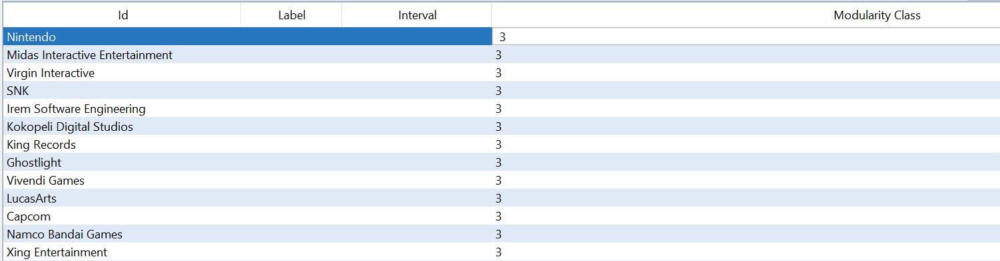 Id Label Interval Modularity Class
Nintendo 3
Midas Interactive Entertainment 3
Virgin Interactive 3
SNK 3
Irem Software Engineering 3
Kokopeli Digital Studios 3
King Records 3
Ghostlight 3
Vivendi Games 3
LucasArts 3
Capcom 3
Namco Bandai Games 3
Xing Entertainment 3